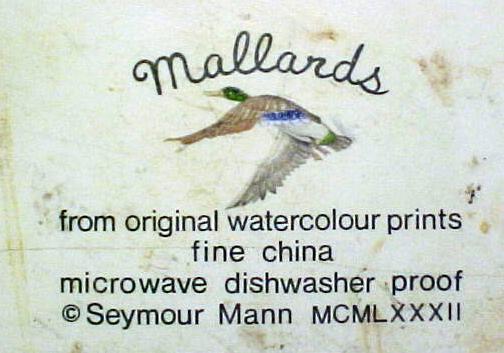 Mallards
from original watercolour prints
fine china
microwave dishwasher proof
© Seymour Mann MCMLXXXII